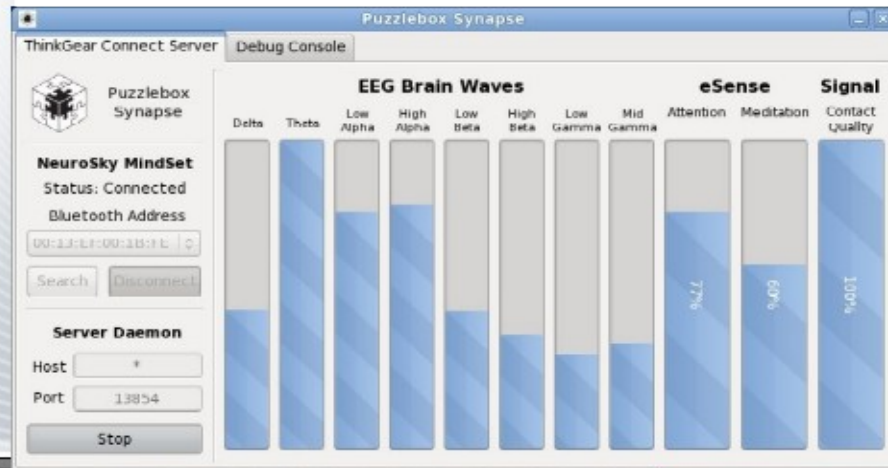 Puzzlebox Synapse
ThinkGear Connect Server
Debug Console
Puzzlebox
Synapse
NeuroSky MindSet
Status: Connected
Bluetooth Address
Search
Disconnect
Server Daemon
Host *
Port 13854
Stop
EEG Brain Waves
eSense
Signal
Delta
Theta
Low
Alpha
High
Alpha
Low
Beta
High
Beta
Low
Gamma
Mid
Gamma
Attention
Meditation
Contact
Quality
77%
60%
100%